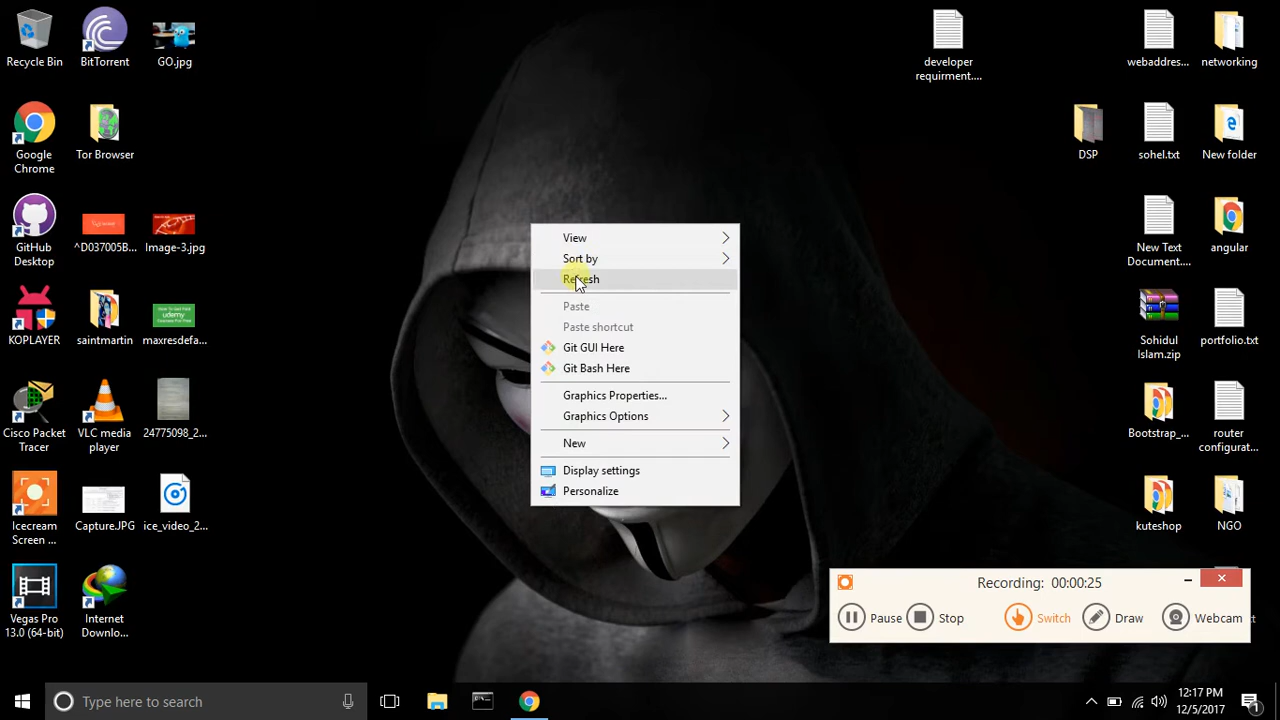 Recycle Bin
BitTorrent
GO.jpg
developer
requirment....
webaddres...
networking
Google
Chrome
Tor Browser
DSP
sohel.txt
New folder
GitHub
Desktop
^D037005B...
Image-3.jpg
New Text
Document...
angular
KOPLAYER
saintmartin
maxresdefa...
Sohidul
Islam.zip
portfolio.txt
Cisco Packet
Tracer
VLC media
player
24775098_2...
Bootstrap_...
router
configurat...
Icecream
Screen ...
Capture.JPG
ice_video_2...
kuteshop
NGO
Vegas Pro
13.0 (64-bit)
Internet
Downlo...
View
Sort by
Refresh
Paste
Paste shortcut
Git GUI Here
Git Bash Here
Graphics Properties...
Graphics Options
New
Display settings
Personalize
Recording: 00:00:25
Pause
Stop
Switch
Draw
Webcam
Type here to search
12:17 PM
12/5/2017
1